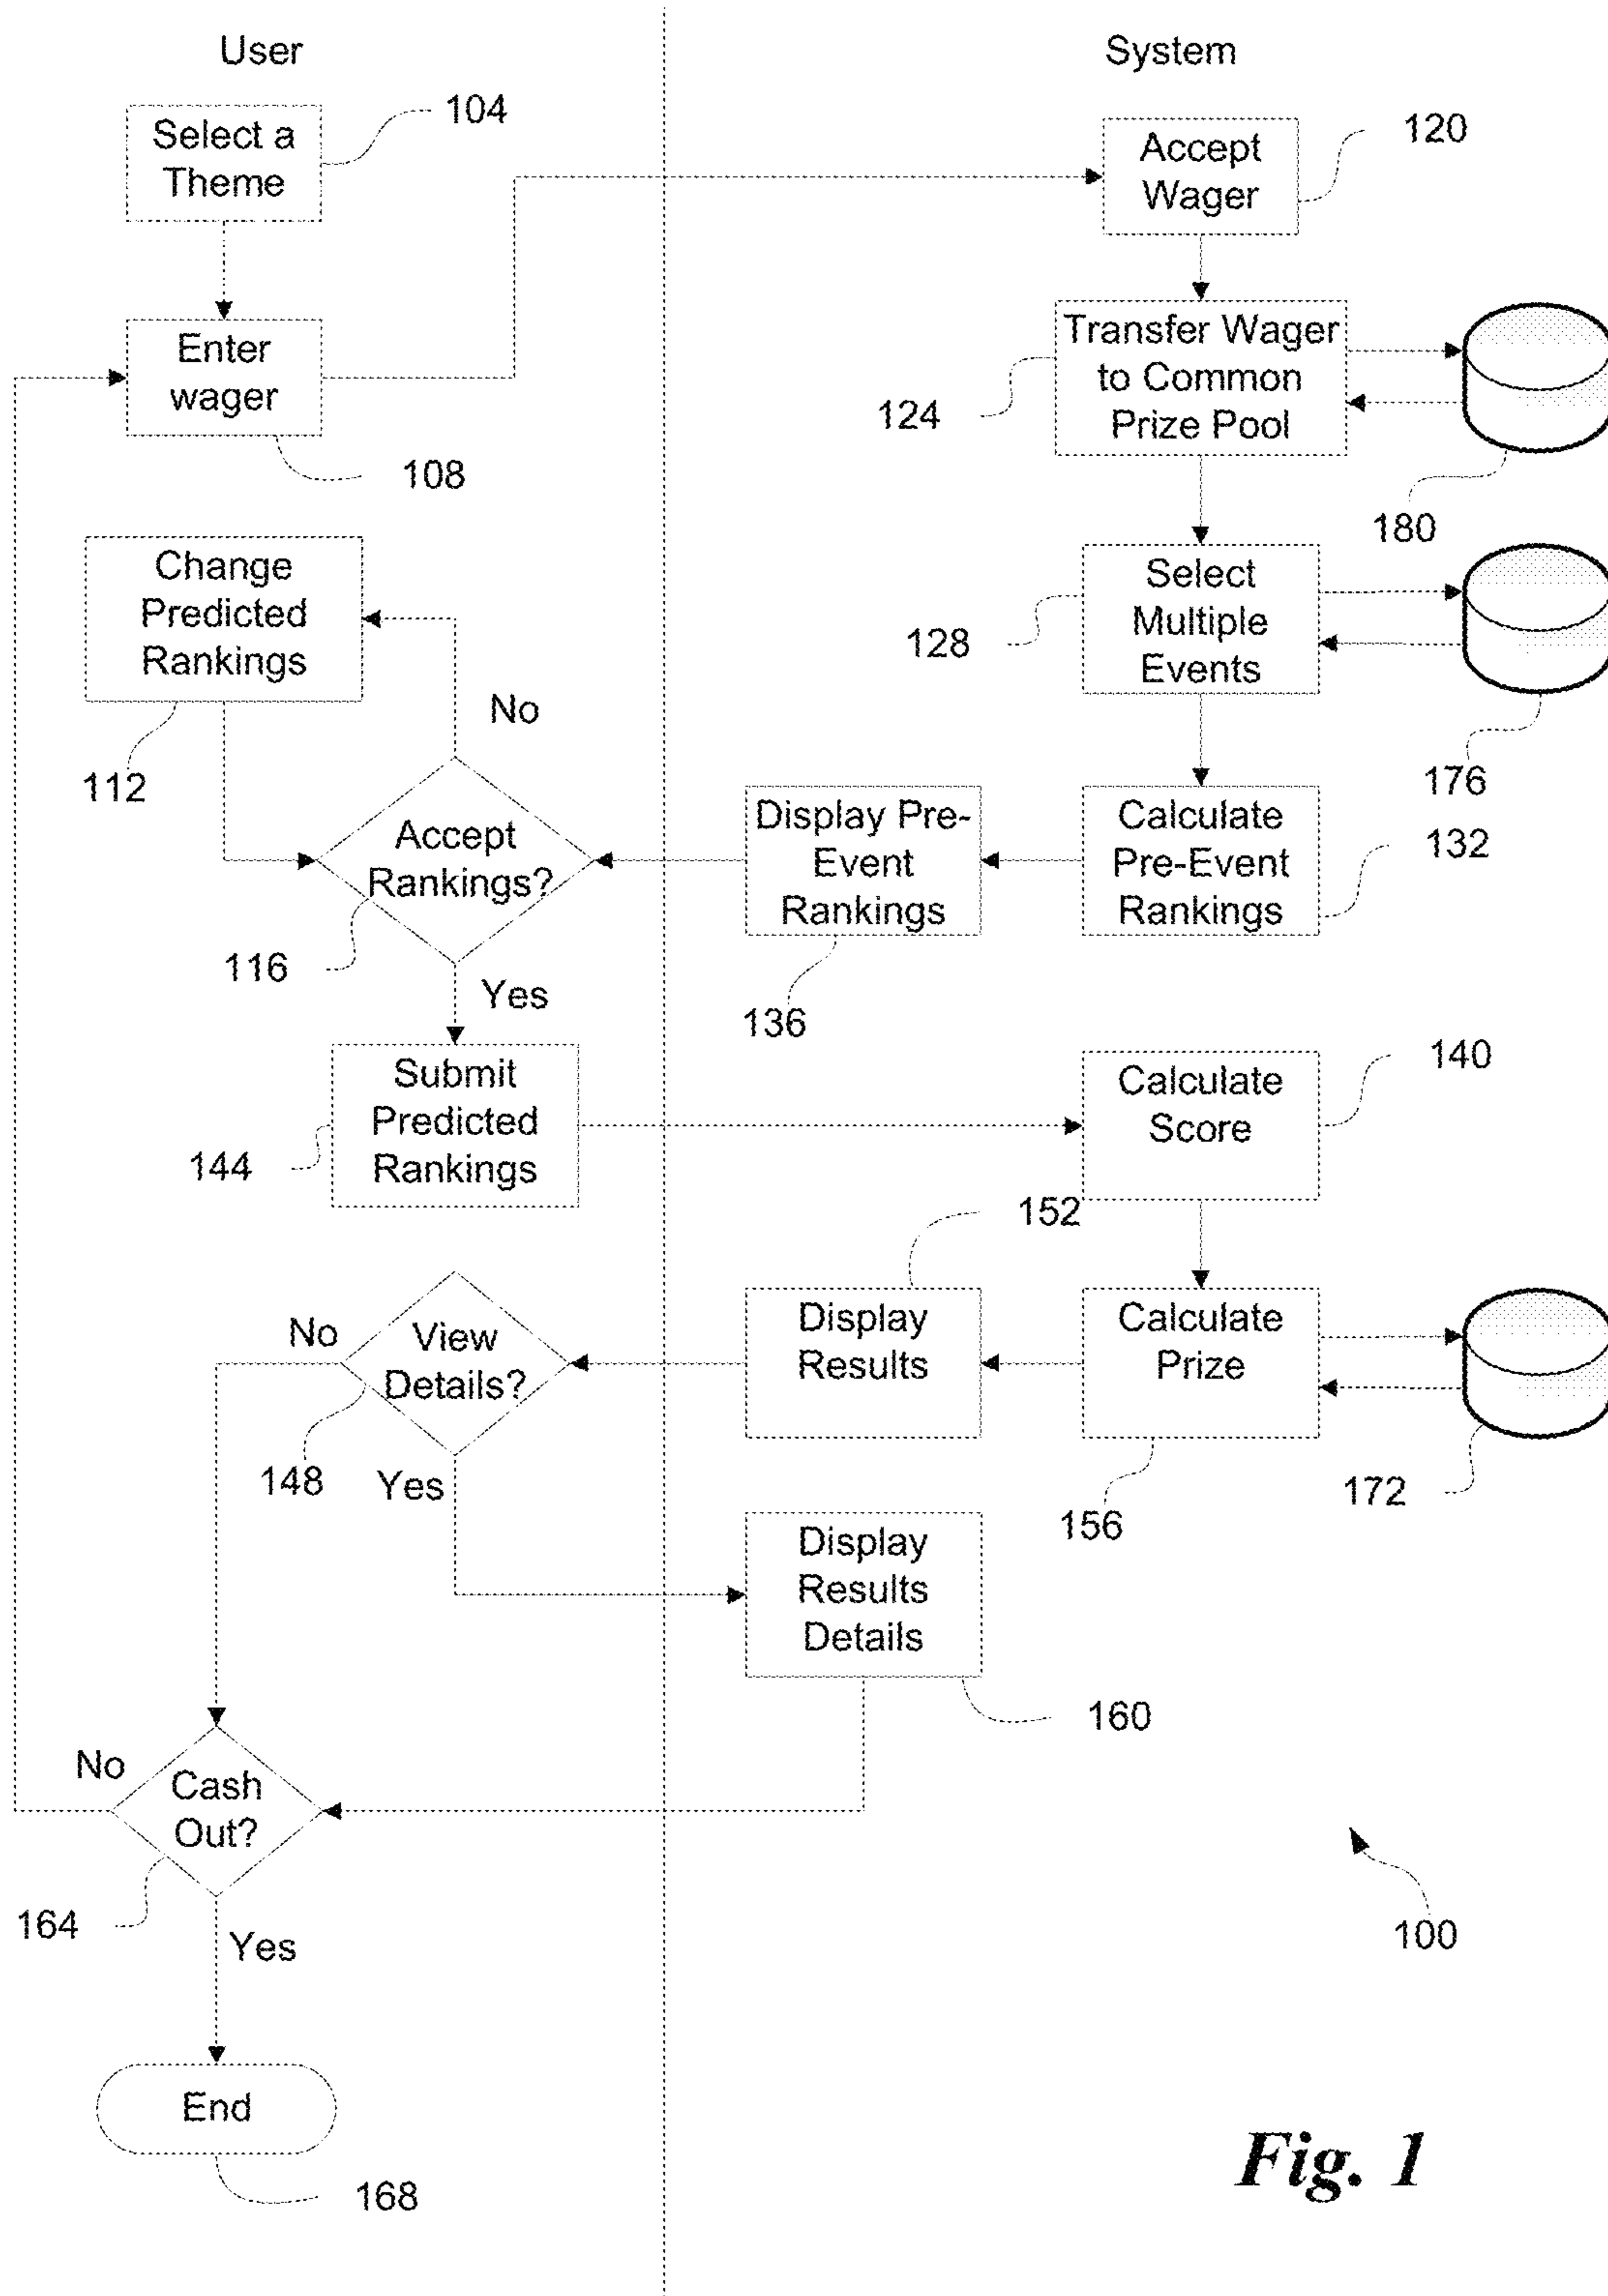 User
System
Select a
Theme
104
Accept
Wager
120
Enter
wager
108
Transfer Wager
to Common
Prize Pool
124
180
Change
Predicted
Rankings
112
No
Select
Multiple
Events
128
176
Accept
Rankings?
116
Yes
Display Pre-
Event
Rankings
136
Calculate
Pre-Event
Rankings
132
Submit
Predicted
Rankings
144
Calculate
Score
140
152
View
Details?
No
148
Yes
Display
Results
Calculate
Prize
156
172
Display
Results
Details
160
No
Cash
Out?
164
Yes
100
End
168
Fig. 1